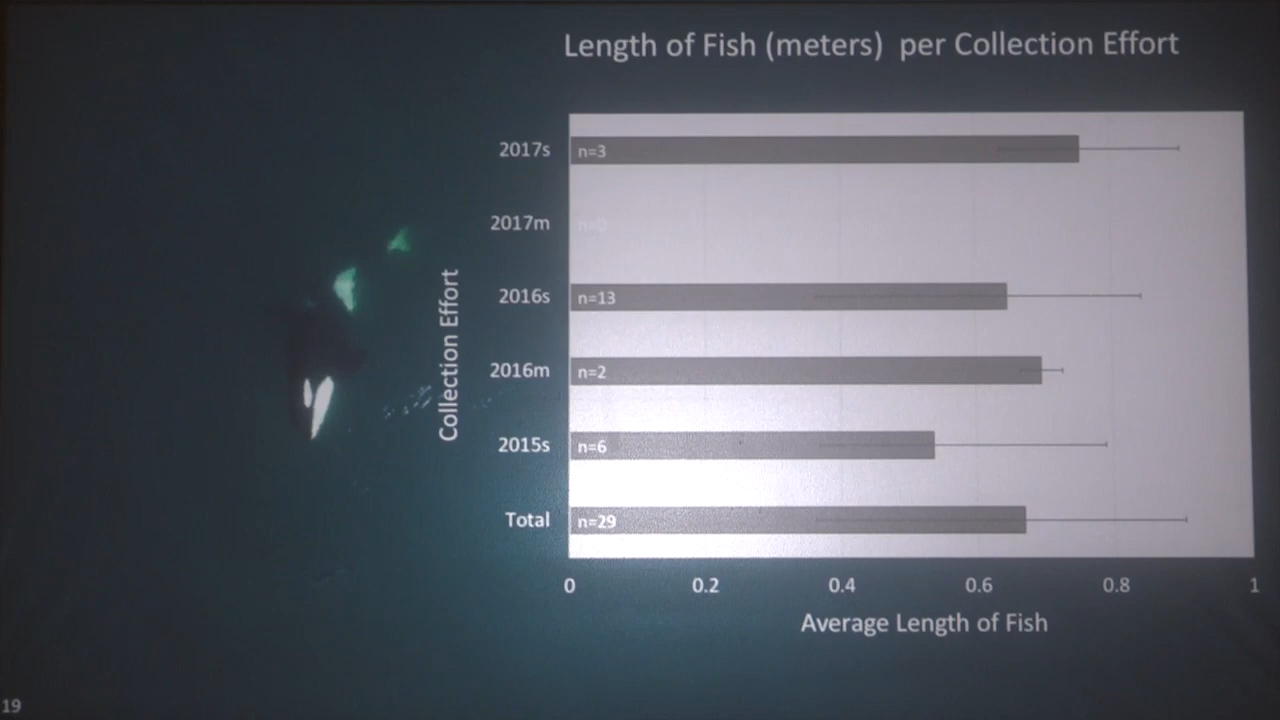 Length of Fish (meters) per Collection Effort
2017s
n=3
2017m
n=0
2016s
n=13
2016m
n=2
2015s
n=6
Total
n=29
Collection Effort
0 0.2 0.4 0.6 0.8 1
Average Length of Fish
19